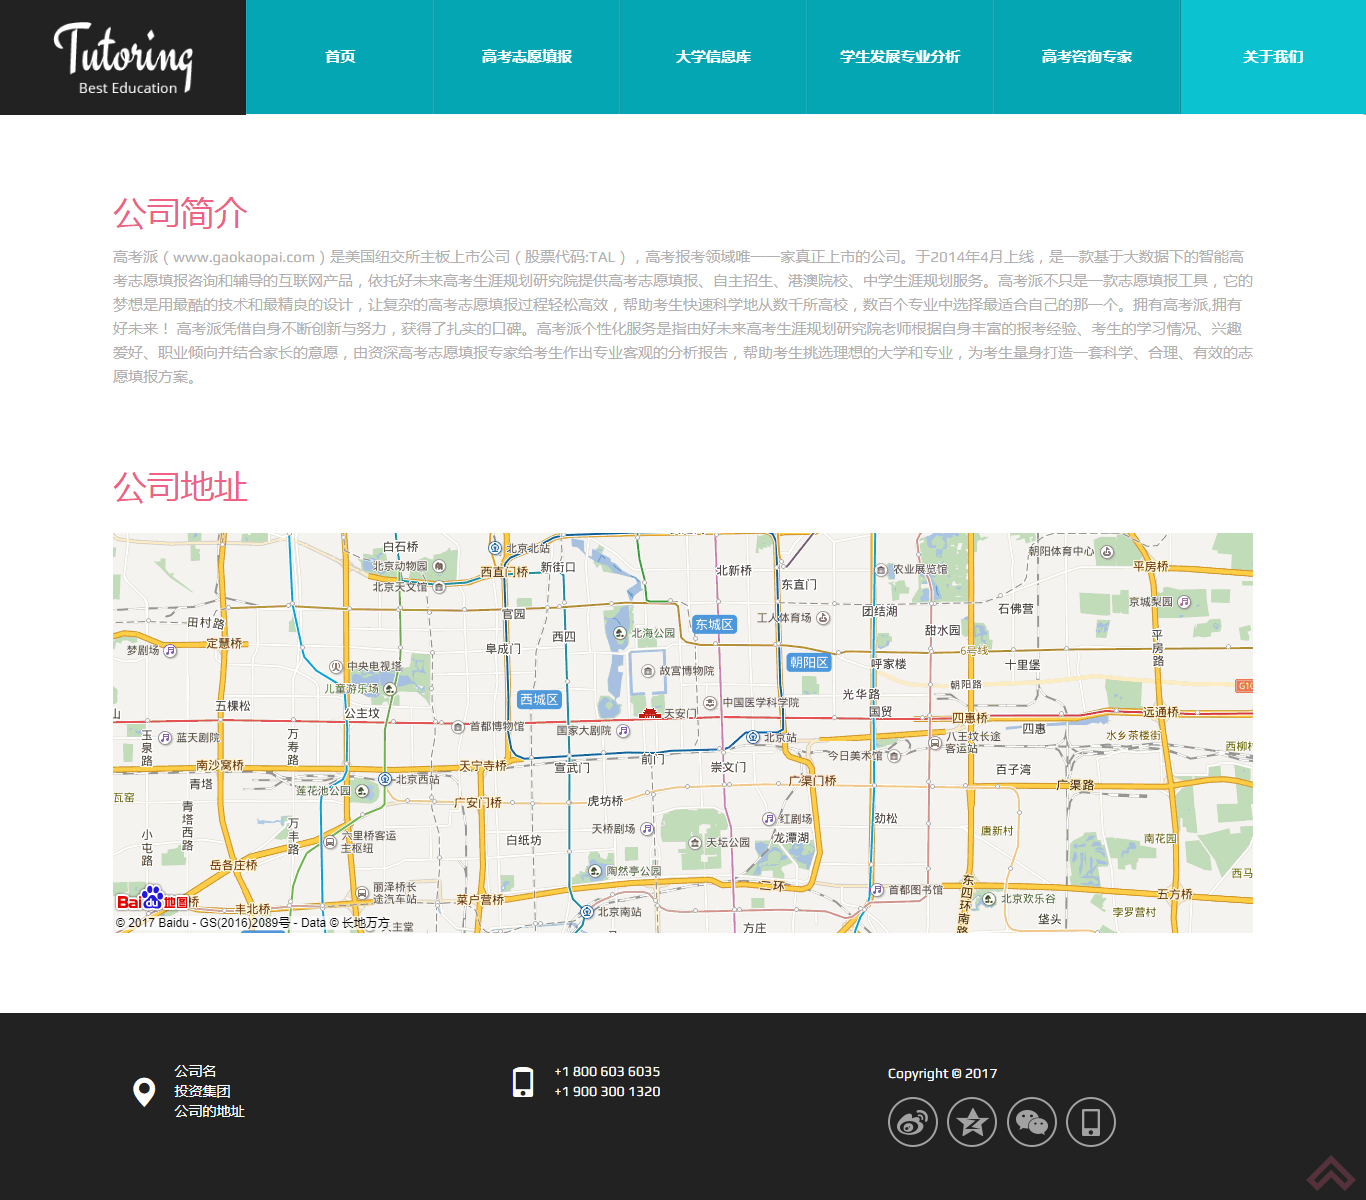 Tutoring
Best Education
首页
高考志愿填报
大学信息库
学生发展专业分析
高考咨询专家
关于我们
公司简介
高考派（www.gaokaopai.com）是美国纽交所主板上市公司（股票代码:TAL），高考报考领域唯一一家真正上市的公司。于2014年4月上线，是一款基于大数据下的智能高
考志愿填报咨询和辅导的互联网产品，依托好未来高考生涯规划研究院提供高考志愿填报、自主招生、港澳院校、中学生涯规划服务。高考派不只是一款志愿填报工具，它的
梦想是用最酷的技术和最精良的设计，让复杂的高考志愿填报过程轻松高效，帮助考生快速科学地从数千所高校，数百个专业中选择最适合自己的那一个。拥有高考派,拥有
好未来！ 高考派凭借自身不断创新与努力，获得了扎实的口碑。高考派个性化服务是指由好未来高考生涯规划研究院老师根据自身丰富的报考经验、考生的学习情况、兴趣
爱好、职业倾向并结合家长的意愿，由资深高考志愿填报专家给考生作出专业客观的分析报告，帮助考生挑选理想的大学和专业，为考生量身打造一套科学、合理、有效的志
愿填报方案。
公司地址
白石桥
北京北站
朝阳体育中心
北京动物园
西直门桥
新街口
北新桥
农业展览馆
平房桥
北京天文馆
东直门
官园
团结湖
石佛营
京城梨园
田村路
工人体育场
东城区
北海公园
甜水园
定慧桥
西四
平房路
梦剧场
阜成门
6号线
中央电视塔
故宫博物院
朝阳区
呼家楼
十里堡
儿童游乐场
朝阳路
G10
西城区
光华路
五棵松
公主坟
中国医学科学院
国贸
山
天安门
四惠桥
远通桥
首都博物馆
国家大剧院
四惠
玉泉路
蓝天剧院
万寿路
北京站
八王坟长途
客运站
水乡茶楼街
西柳村
今日美术馆
前门
南沙窝桥
天宁寺桥
宣武门
崇文门
百子湾
青塔
北京西站
广渠门桥
广渠路
瓦窑
莲花池公园
青塔西路
广安门桥
虎坊桥
红剧场
劲松
小屯路
万丰路
六里桥客运
主枢纽
白纸坊
天桥剧场
天坛公园
龙潭湖
唐新村
南花园
岳各庄桥
陶然亭公园
西马
丽泽桥长
途汽车站
二环
首都图书馆
东四环南路
五方桥
菜户营桥
北京欢乐谷
Bai du 地图
桥
丰北桥
北京南站
垡头
孛罗营村
© 2017 Baidu - GS(2016)2089号 - Data © 长地万方
主堂
方庄
公司名
投资集团
公司的地址
+1 800 603 6035
+1 900 300 1320
Copyright © 2017